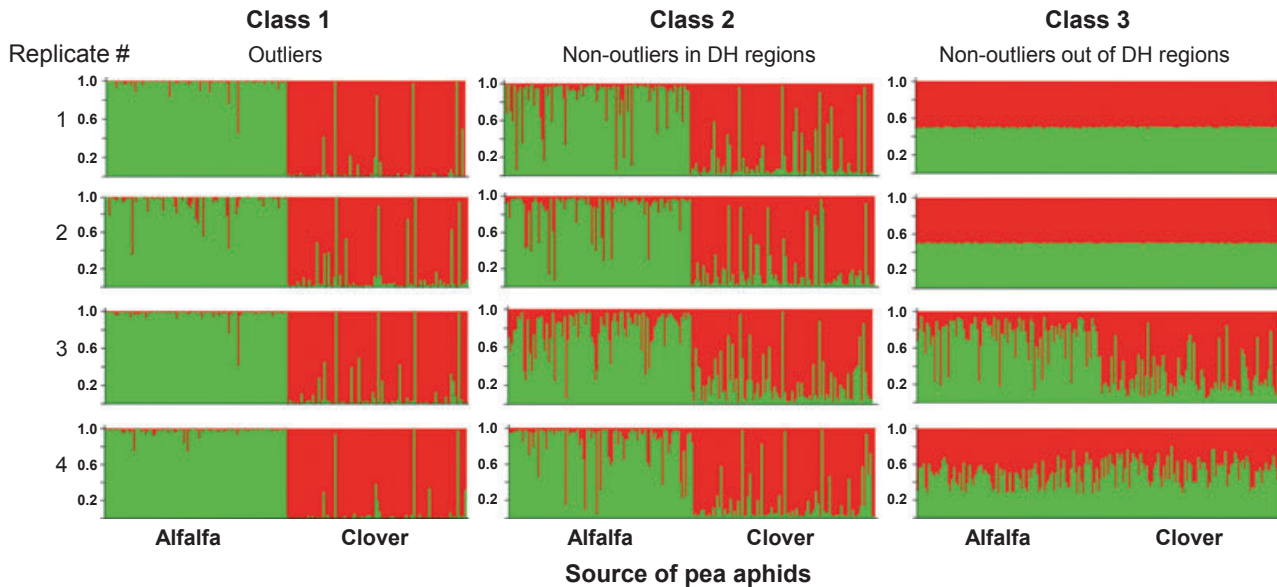 Class 1 Class 2 Class 3
Replicate # Outliers Non-outliers in DH regions Non-outliers out of DH regions
1.0 1.0 1.0
0.6 0.6 0.6
1
0.2 0.2 0.2
1.0 1.0 1.0
2
0.6 0.6 0.6
0.2 0.2 0.2
1.0 1.0 1.0
3
0.6 0.6 0.6
0.2 0.2 0.2
1.0 1.0 1.0
4
0.6 0.6 0.6
0.2 0.2 0.2
Alfalfa Clover Alfalfa Clover Alfalfa Clover
Source of pea aphids